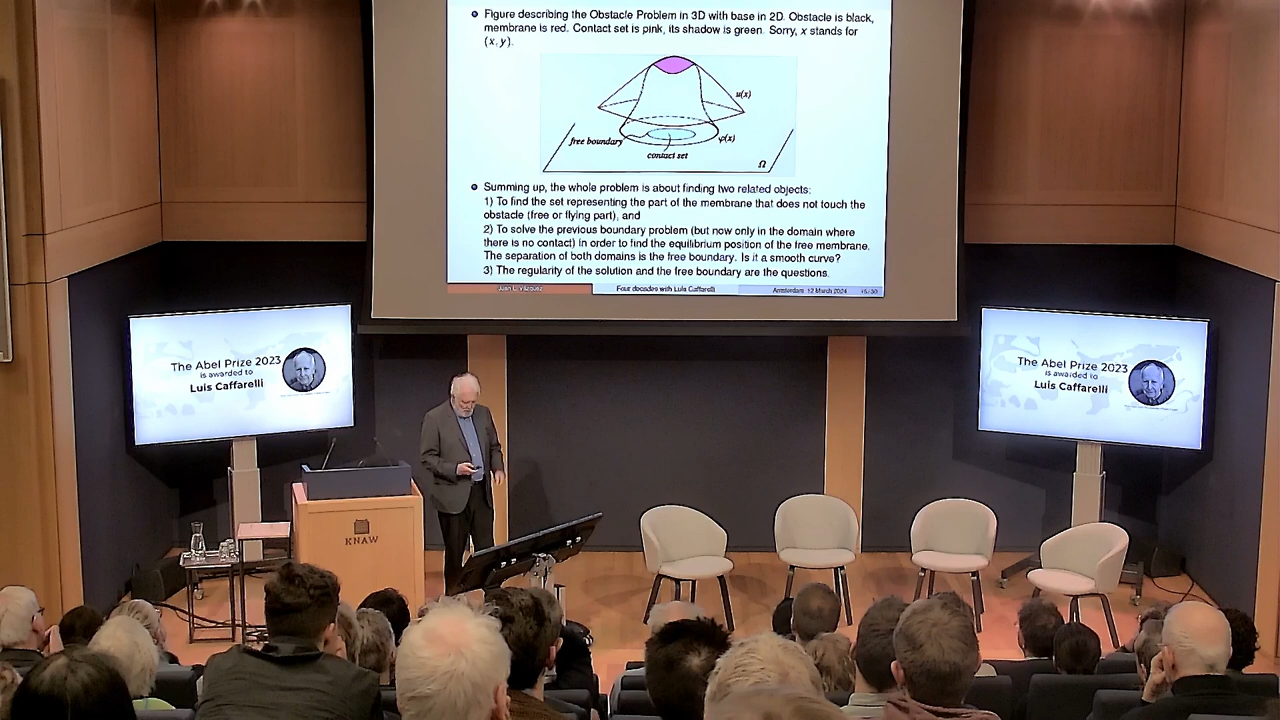 Figure describing the Obstacle Problem in 3D with base in 2D. Obstacle is black,
membrane is red. Contact set is pink, its shadow is green. Sorry, x stands for
(x, y).
u(x)
free boundary
φ(x)
contact set
Ω
Summing up, the whole problem is about finding two related objects:
1) To find the set representing the part of the membrane that does not touch the
obstacle (free or flying part), and
2) To solve the previous boundary problem (but now only in the domain where
there is no contact) in order to find the equilibrium position of the free membrane.
The separation of both domains is the free boundary. Is it a smooth curve?
3) The regularity of the solution and the free boundary are the questions.
Juan L. Vázquez
Four decades with Luis Caffarelli
Amsterdam, 12 March 2024
15/30
The Abel Prize 2023
is awarded to
Luis Caffarelli
The Abel Prize 2023
is awarded to
Luis Caffarelli
KNAW